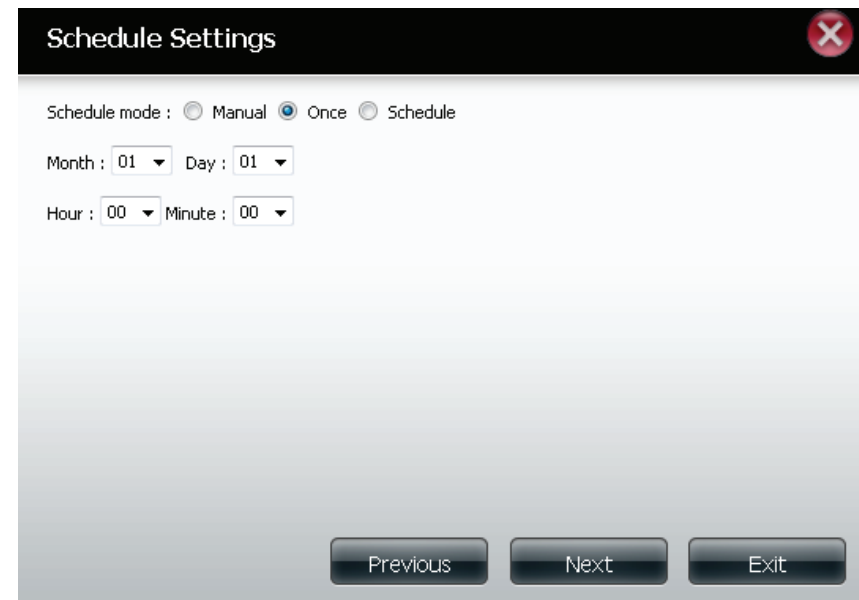 Schedule Settings
Schedule mode : Manual Once Schedule
Month : 01 Day : 01
Hour : 00 Minute : 00
Previous Next Exit